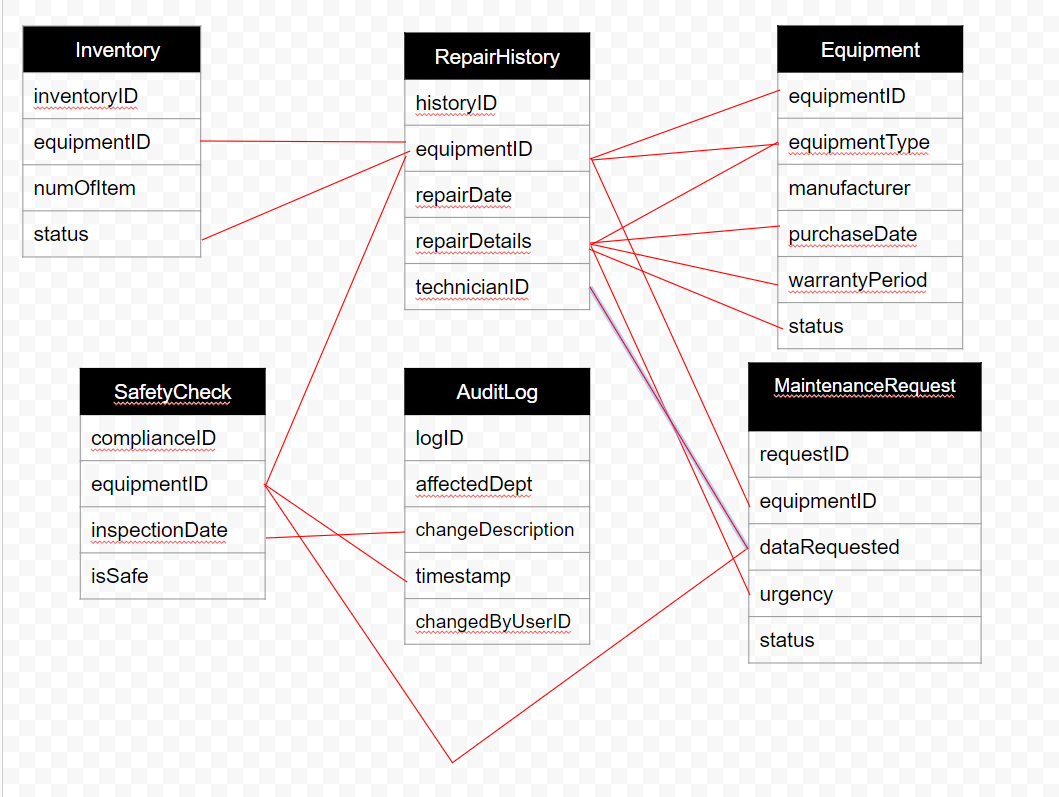 Inventory
inventoryID
equipmentID
numOfItem
status
RepairHistory
historyID
equipmentID
repairDate
repairDetails
technicianID
Equipment
equipmentID
equipmentType
manufacturer
purchaseDate
warrantyPeriod
status
SafetyCheck
complianceID
equipmentID
inspectionDate
isSafe
AuditLog
logID
affectedDept
changeDescription
timestamp
changedByUserID
MaintenanceRequest
requestID
equipmentID
dataRequested
urgency
status